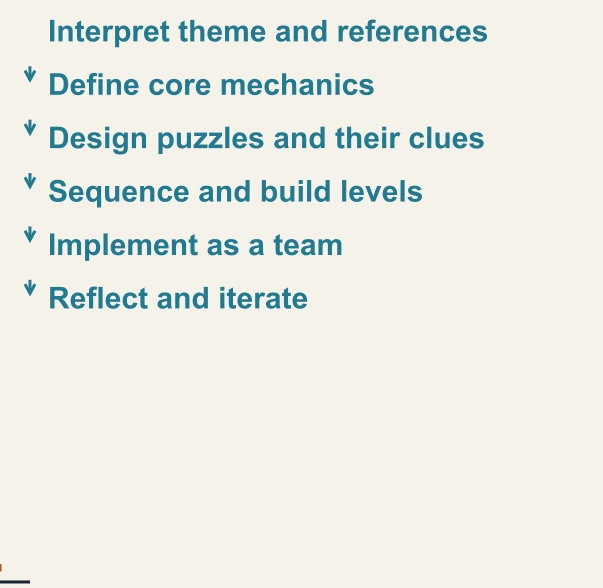 Interpret theme and references
Define core mechanics
Design puzzles and their clues
Sequence and build levels
Implement as a team
Reflect and iterate